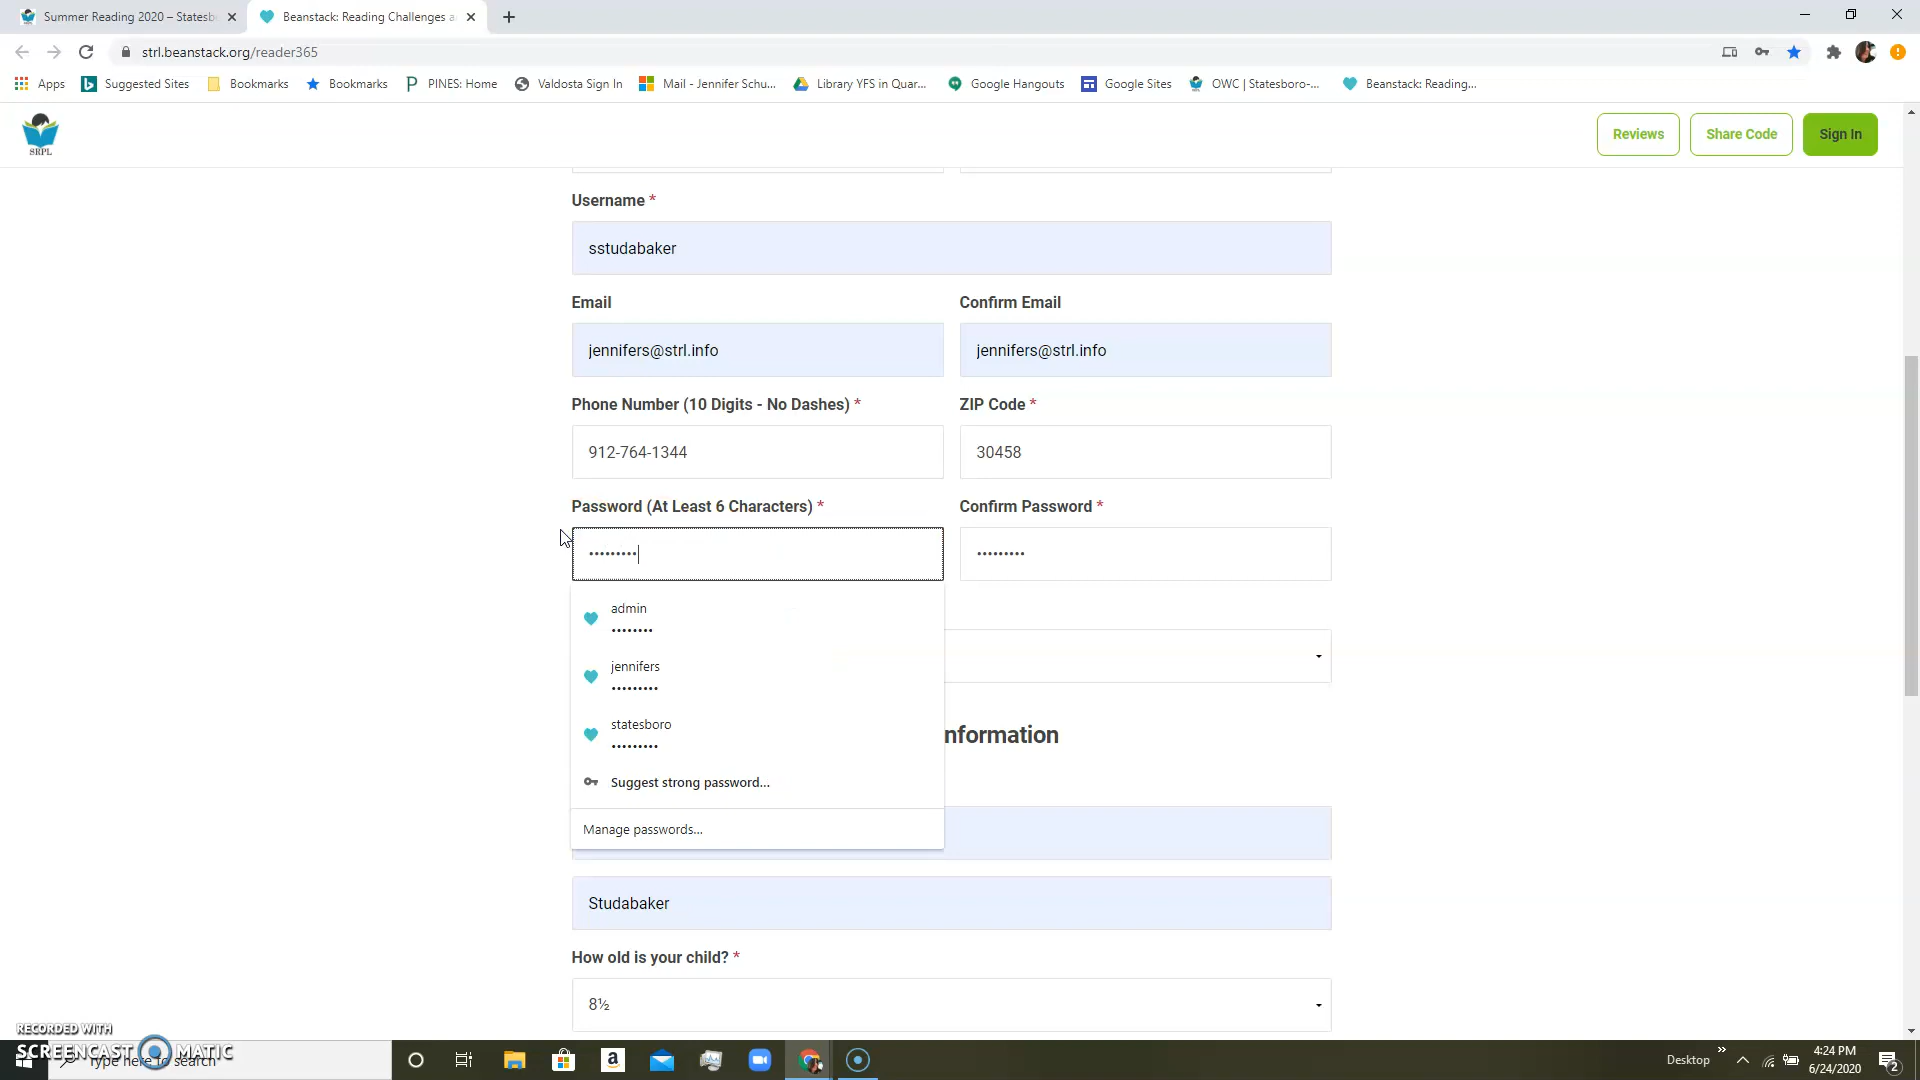 Summer Reading 2020 – Statesb
Beanstack: Reading Challenges a
strl.beanstack.org/reader365
Apps
Suggested Sites
Bookmarks
Bookmarks
PINES: Home
Valdosta Sign In
Mail - Jennifer Schu...
Library YFS in Quar...
Google Hangouts
Google Sites
OWC | Statesboro-...
Beanstack: Reading...
SRPL
Reviews
Share Code
Sign In
Username *
sstudabaker
Email
Confirm Email
jennifers@strl.info
jennifers@strl.info
Phone Number (10 Digits - No Dashes) *
ZIP Code *
912-764-1344
30458
Password (At Least 6 Characters) *
Confirm Password *
•••••••••
•••••••••
admin
••••••••
jennifers
•••••••••
statesboro
•••••••••
Suggest strong password...
nformation
Manage passwords...
Studabaker
How old is your child? *
8½
RECORDED WITH
SCREENCAST MATIC
Type here to search
Desktop
4:24 PM
6/24/2020
2